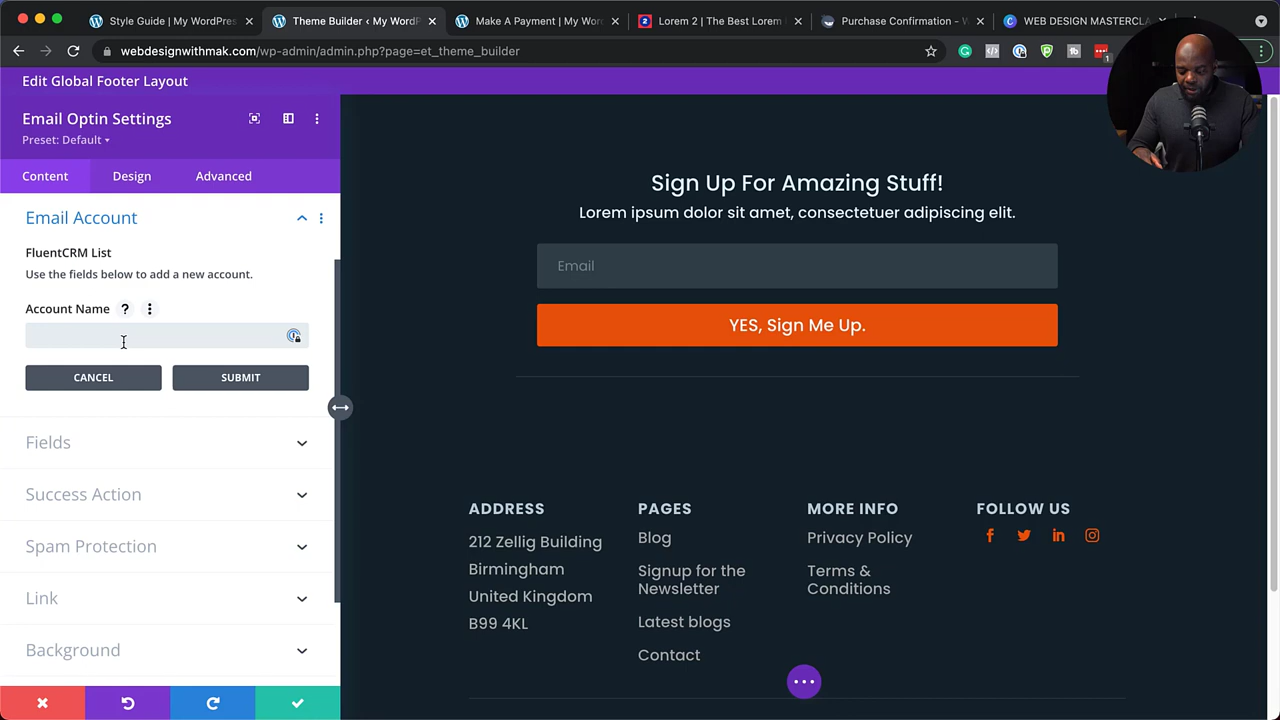 Style Guide | My WordPress
Theme Builder < My WordP
Make A Payment | My Wor
Lorem 2 | The Best Lorem
Purchase Confirmation - W
WEB DESIGN MASTERCLA
webdesignwithmak.com/wp-admin/admin.php?page=et_theme_builder
1
Edit Global Footer Layout
Email Optin Settings
Preset: Default
Content
Design
Advanced
Email Account
FluentCRM List
Use the fields below to add a new account.
Account Name ?
CANCEL
SUBMIT
Fields
Success Action
Spam Protection
Link
Background
Sign Up For Amazing Stuff!
Lorem ipsum dolor sit amet, consectetuer adipiscing elit.
Email
YES, Sign Me Up.
ADDRESS
212 Zellig Building
Birmingham
United Kingdom
B99 4KL
PAGES
Blog
Signup for the
Newsletter
Latest blogs
Contact
MORE INFO
Privacy Policy
Terms &
Conditions
FOLLOW US